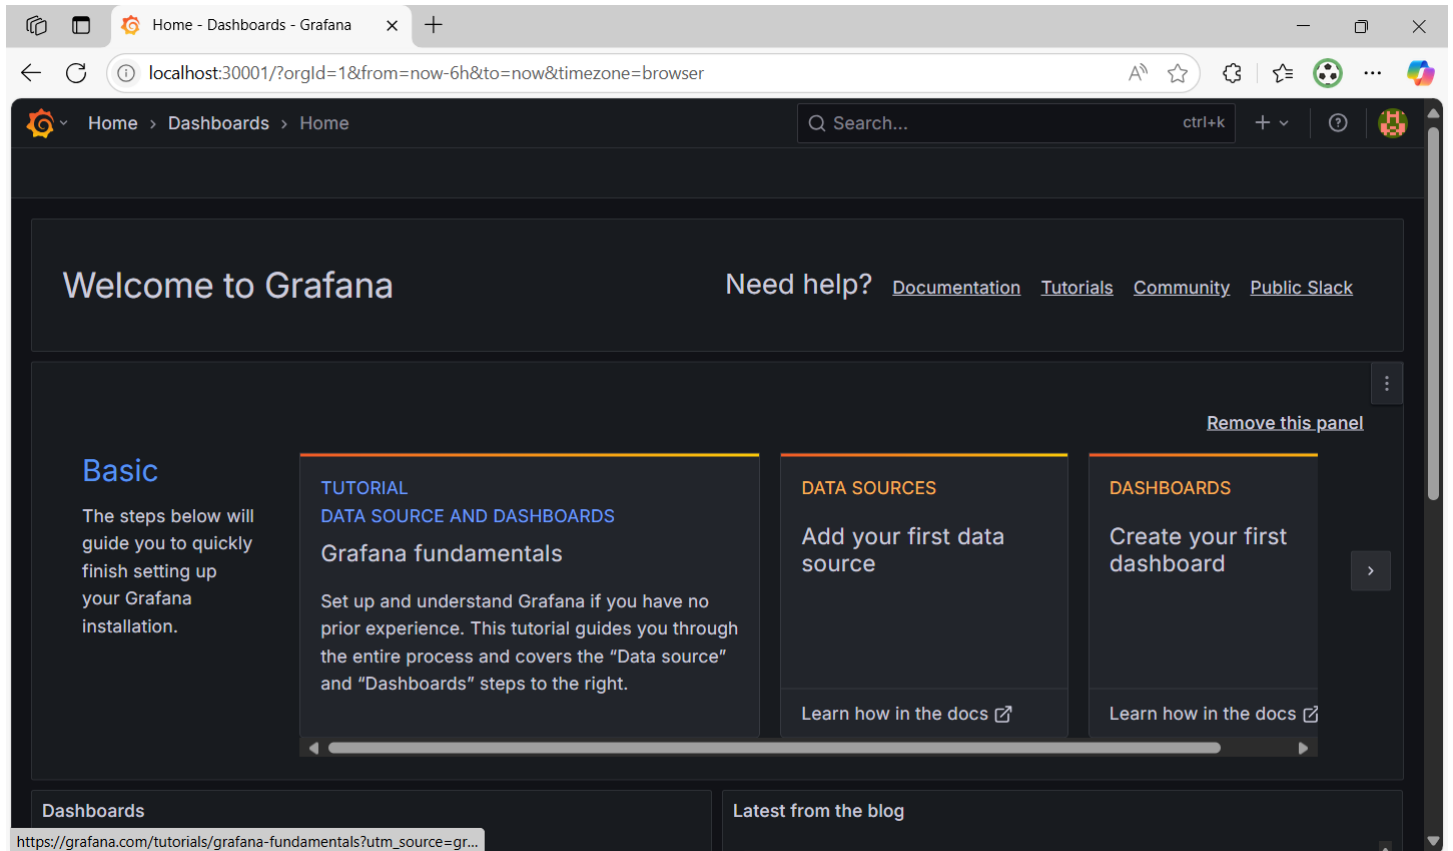 Home - Dashboards - Grafana
localhost:30001/?orgId=1&from=now-6h&to=now&timezone=browser
Home › Dashboards › Home
Search... ctrl+k
Welcome to Grafana
Need help? Documentation Tutorials Community Public Slack
Remove this panel
Basic
The steps below will
guide you to quickly
finish setting up
your Grafana
installation.
TUTORIAL
DATA SOURCE AND DASHBOARDS
Grafana fundamentals
Set up and understand Grafana if you have no
prior experience. This tutorial guides you through
the entire process and covers the “Data source”
and “Dashboards” steps to the right.
DATA SOURCES
Add your first data
source
Learn how in the docs
DASHBOARDS
Create your first
dashboard
Learn how in the docs
Dashboards
Latest from the blog
https://grafana.com/tutorials/grafana-fundamentals?utm_source=gr...